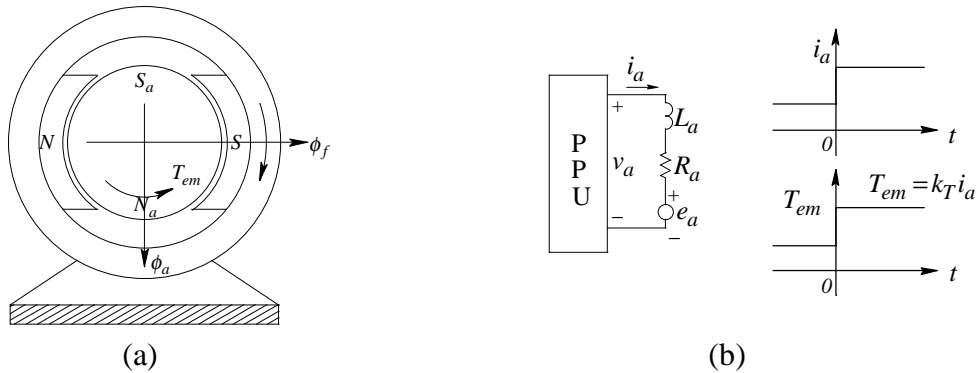 S_a
N
S
ϕ_f
T_em
N_a
ϕ_a
(a)
P
P
U
i_a
+
v_a
−
L_a
R_a
+
e_a
−
i_a
0
t
T_em
T_em = k_T i_a
0
t
(b)